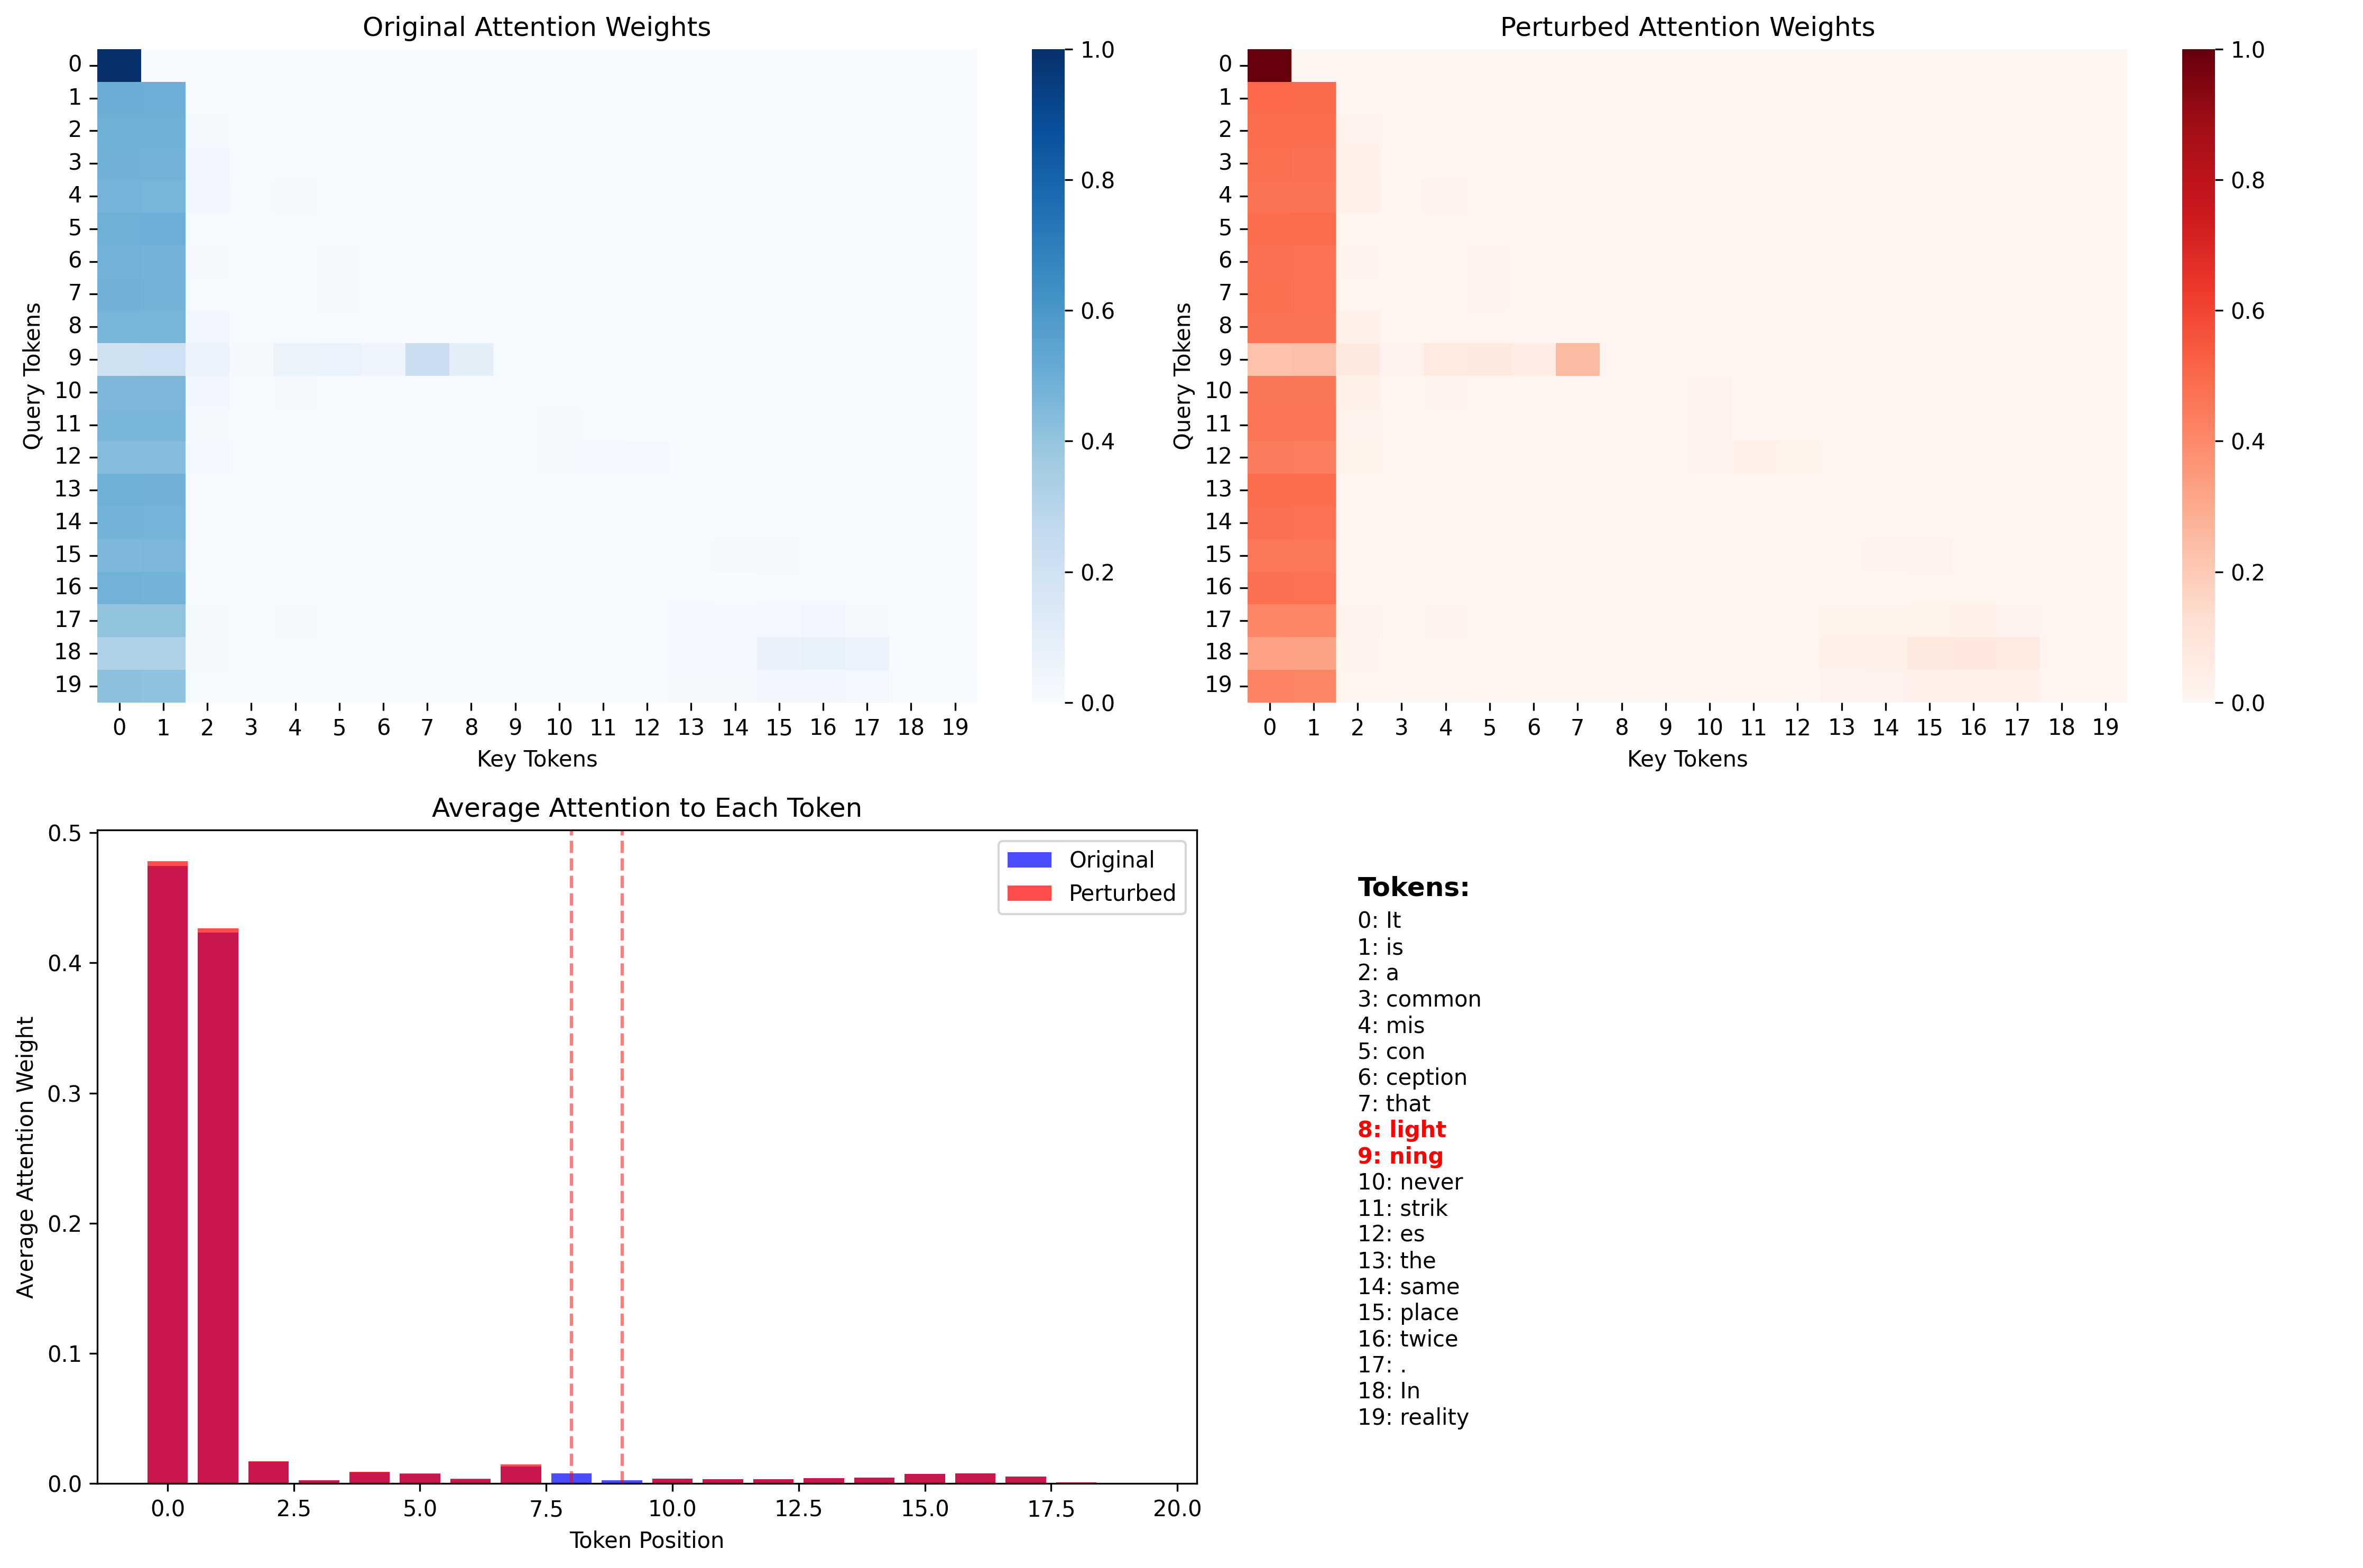 Original Attention Weights
0
1
2
3
4
5
6
7
8
9
10
11
12
13
14
15
16
17
18
19
Query Tokens
0 1 2 3 4 5 6 7 8 9 10 11 12 13 14 15 16 17 18 19
Key Tokens
1.0
0.8
0.6
0.4
0.2
0.0
Perturbed Attention Weights
0
1
2
3
4
5
6
7
8
9
10
11
12
13
14
15
16
17
18
19
Query Tokens
0 1 2 3 4 5 6 7 8 9 10 11 12 13 14 15 16 17 18 19
Key Tokens
1.0
0.8
0.6
0.4
0.2
0.0
Average Attention to Each Token
0.5
0.4
0.3
0.2
0.1
0.0
Average Attention Weight
Original
Perturbed
0.0 2.5 5.0 7.5 10.0 12.5 15.0 17.5 20.0
Token Position
Tokens:
0: It
1: is
2: a
3: common
4: mis
5: con
6: ception
7: that
8: light
9: ning
10: never
11: strik
12: es
13: the
14: same
15: place
16: twice
17: .
18: In
19: reality